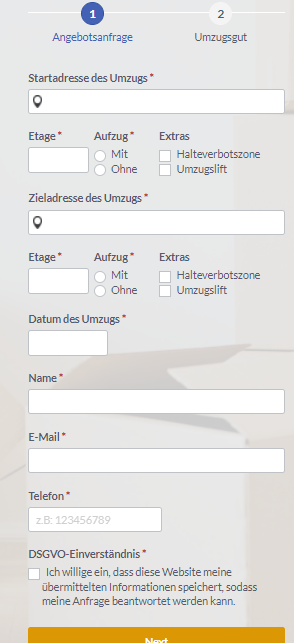 1 2
Angebotsanfrage Umzugsgut
Startadresse des Umzugs *
Etage * Aufzug * Extras
Mit Halteverbotszone
Ohne Umzugslift
Zieladresse des Umzugs *
Etage * Aufzug * Extras
Mit Halteverbotszone
Ohne Umzugslift
Datum des Umzugs *
Name *
E-Mail *
Telefon *
z.B: 123456789
DSGVO-Einverständnis *
Ich willige ein, dass diese Website meine
übermittelten Informationen speichert, sodass
meine Anfrage beantwortet werden kann.
Next